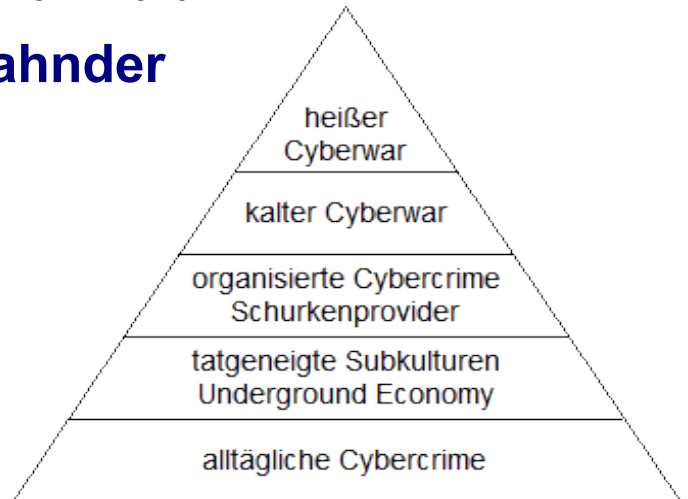 ahnder
heißer
Cyberwar
kalter Cyberwar
organisierte Cybercrime
Schurkenprovider
tatgeneigte Subkulturen
Underground Economy
alltägliche Cybercrime